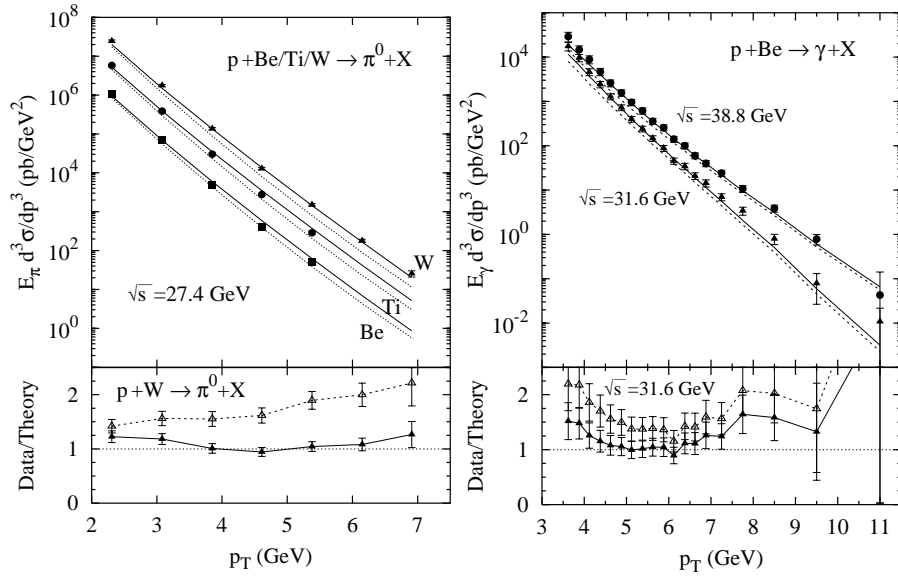 10^8
10^6
10^4
10^2
10^0
E_π d^3σ/dp^3 (pb/GeV^2)
p+Be/Ti/W → π^0+X
√s=27.4 GeV
W
Ti
Be
2
1
0
Data/Theory
p+W→π^0+X
2 3 4 5 6 7
p_T (GeV)
10^4
10^2
10^0
10^-2
E_γ d^3σ/dp^3 (pb/GeV^2)
p+Be → γ+X
√s=38.8 GeV
√s=31.6 GeV
2
1
0
Data/Theory
√s=31.6 GeV
3 4 5 6 7 8 9 10 11
p_T (GeV)